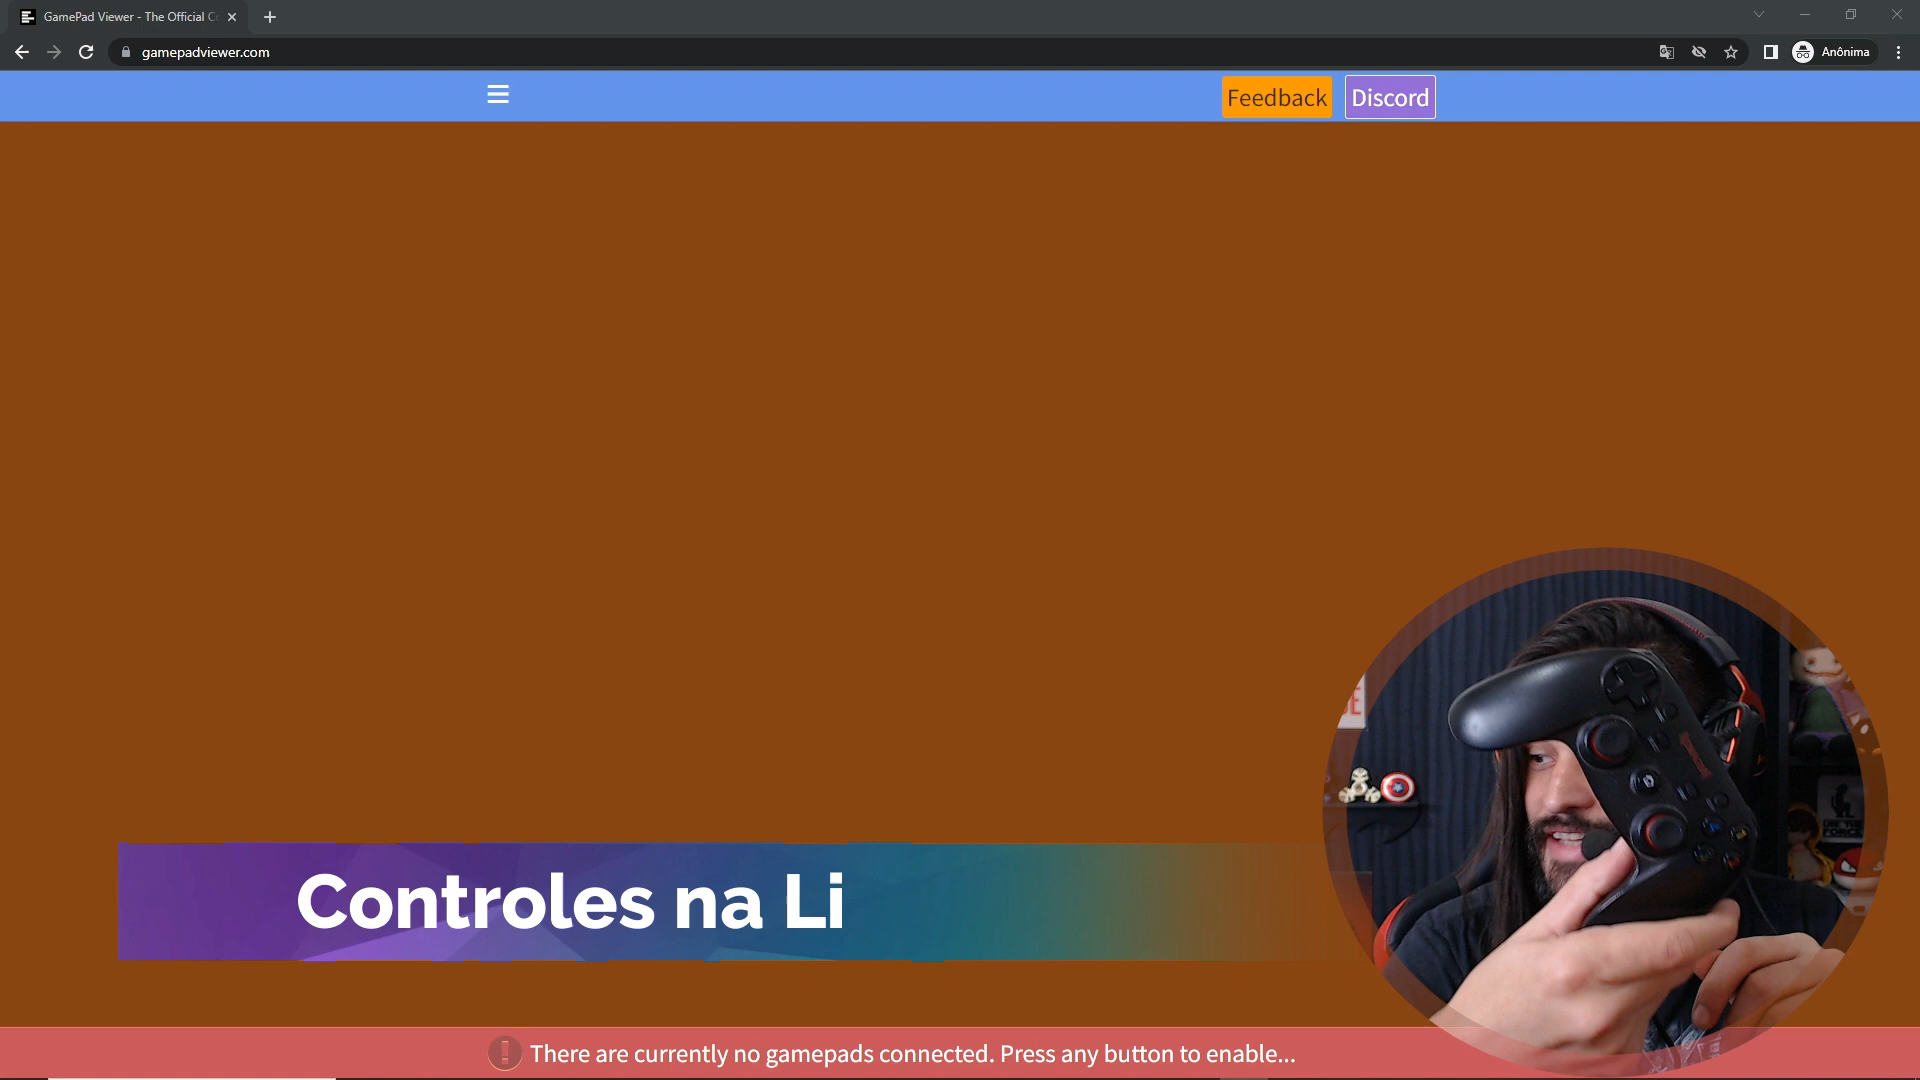 GamePad Viewer - The Official C
gamepadviewer.com
Anônima
Feedback
Discord
Controles na Li
There are currently no gamepads connected. Press any button to enable...